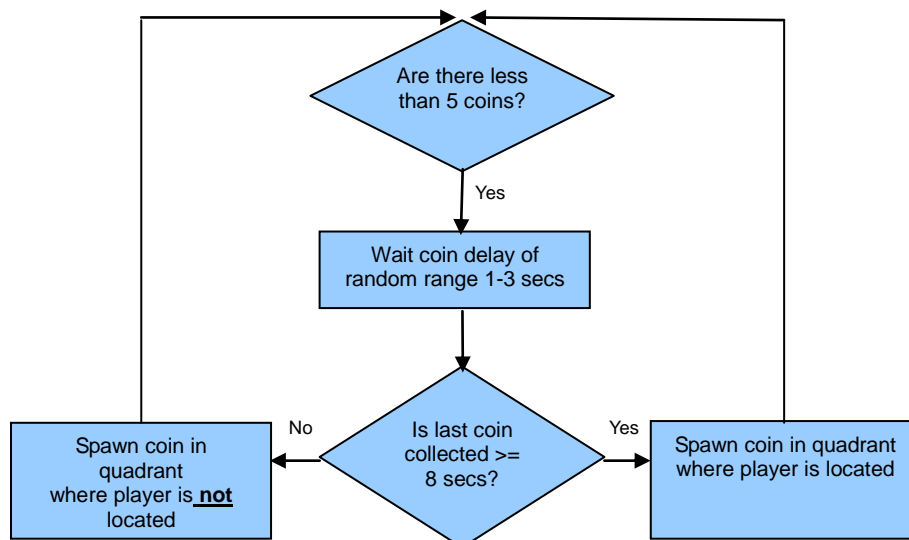 Are there less
than 5 coins?
Yes
Wait coin delay of
random range 1-3 secs
No
Is last coin
collected >=
8 secs?
Yes
Spawn coin in
quadrant
where player is not
located
Spawn coin in quadrant
where player is located